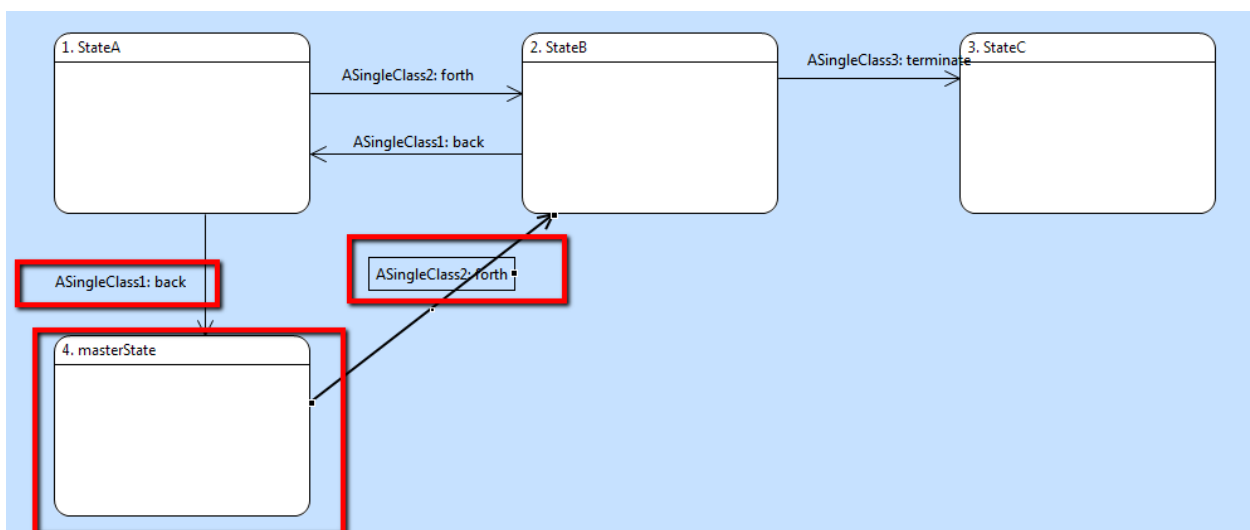 1. StateA
2. StateB
3. StateC
ASingleClass2: forth
ASingleClass3: terminate
ASingleClass1: back
ASingleClass1: back
ASingleClass2: forth
4. masterState